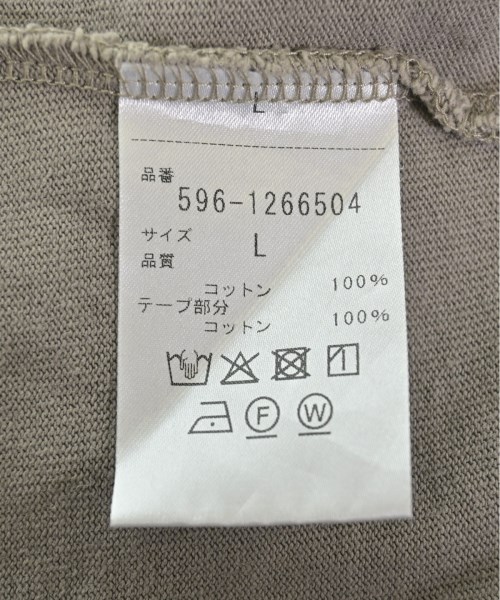 L
品番
596-1266504
サイズ L
品質
コットン 100%
テープ部分
コットン 100%
F W